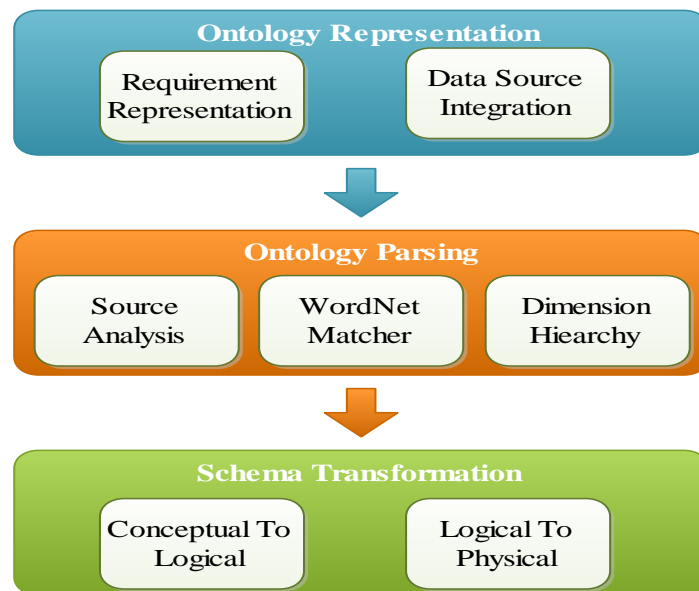 Ontology Representation
Requirement
Representation
Data Source
Integration
Ontology Parsing
Source
Analysis
WordNet
Matcher
Dimension
Hiearchy
Schema Transformation
Conceptual To
Logical
Logical To
Physical